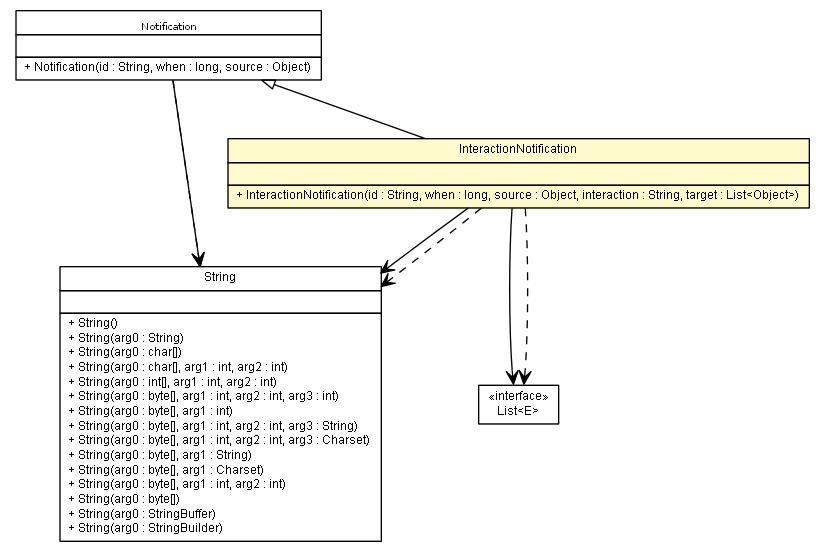 Notification
+ Notification(id : String, when : long, source : Object)
InteractionNotification
+ InteractionNotification(id : String, when : long, source : Object, interaction : String, target : List<Object>)
String
+ String()
+ String(arg0 : String)
+ String(arg0 : char[])
+ String(arg0 : char[], arg1 : int, arg2 : int)
+ String(arg0 : int[], arg1 : int, arg2 : int)
+ String(arg0 : byte[], arg1 : int, arg2 : int, arg3 : int)
+ String(arg0 : byte[], arg1 : int)
+ String(arg0 : byte[], arg1 : int, arg2 : int, arg3 : String)
+ String(arg0 : byte[], arg1 : int, arg2 : int, arg3 : Charset)
+ String(arg0 : byte[], arg1 : String)
+ String(arg0 : byte[], arg1 : Charset)
+ String(arg0 : byte[], arg1 : int, arg2 : int)
+ String(arg0 : byte[])
+ String(arg0 : StringBuffer)
+ String(arg0 : StringBuilder)
«interface»
List<E>